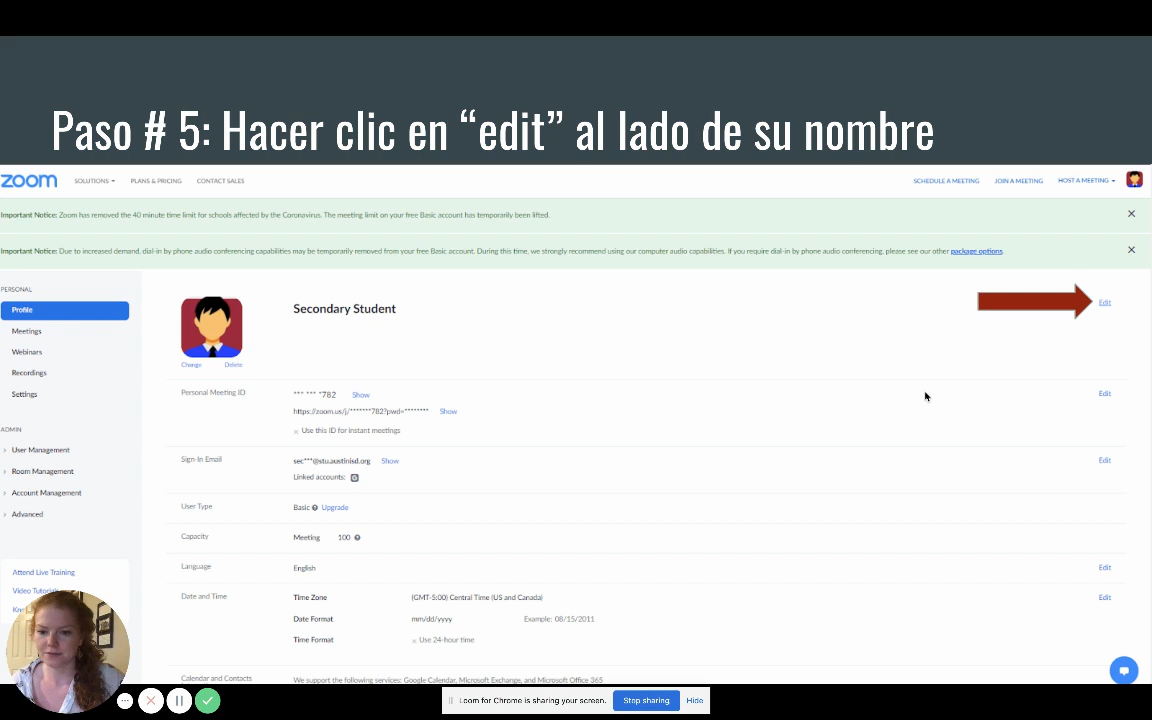 Paso # 5: Hacer clic en “edit” al lado de su nombre
zoom SOLUTIONS PLANS & PRICING CONTACT SALES SCHEDULE A MEETING JOIN A MEETING HOST A MEETING
Important Notice: Zoom has removed the 40 minute time limit for schools affected by the Coronavirus. The meeting limit on your free Basic account has temporarily been lifted.
Important Notice: Due to increased demand, dial-in by phone audio conferencing capabilities may be temporarily removed from your free Basic account. During this time, we strongly recommend using our computer audio capabilities. If you require dial-in by phone audio conferencing, please see our other package options.
PERSONAL
Profile
Meetings
Webinars
Recordings
Settings
ADMIN
User Management
Room Management
Account Management
Advanced
Attend Live Training
Video Tutorials
Secondary Student Edit
Change Delete
Personal Meeting ID *** *** *782 Show Edit
https://zoom.us/j/*******782?pwd=******** Show
× Use this ID for instant meetings
Sign-In Email sec***@stu.austinisd.org Show Edit
Linked accounts:
User Type Basic Upgrade
Capacity Meeting 100
Language English Edit
Date and Time Time Zone (GMT-5:00) Central Time (US and Canada) Edit
Date Format mm/dd/yyyy Example: 08/15/2011
Time Format × Use 24-hour time
Calendar and Contacts We support the following services: Google Calendar, Microsoft Exchange, and Microsoft Office 365
Loom for Chrome is sharing your screen. Stop sharing Hide